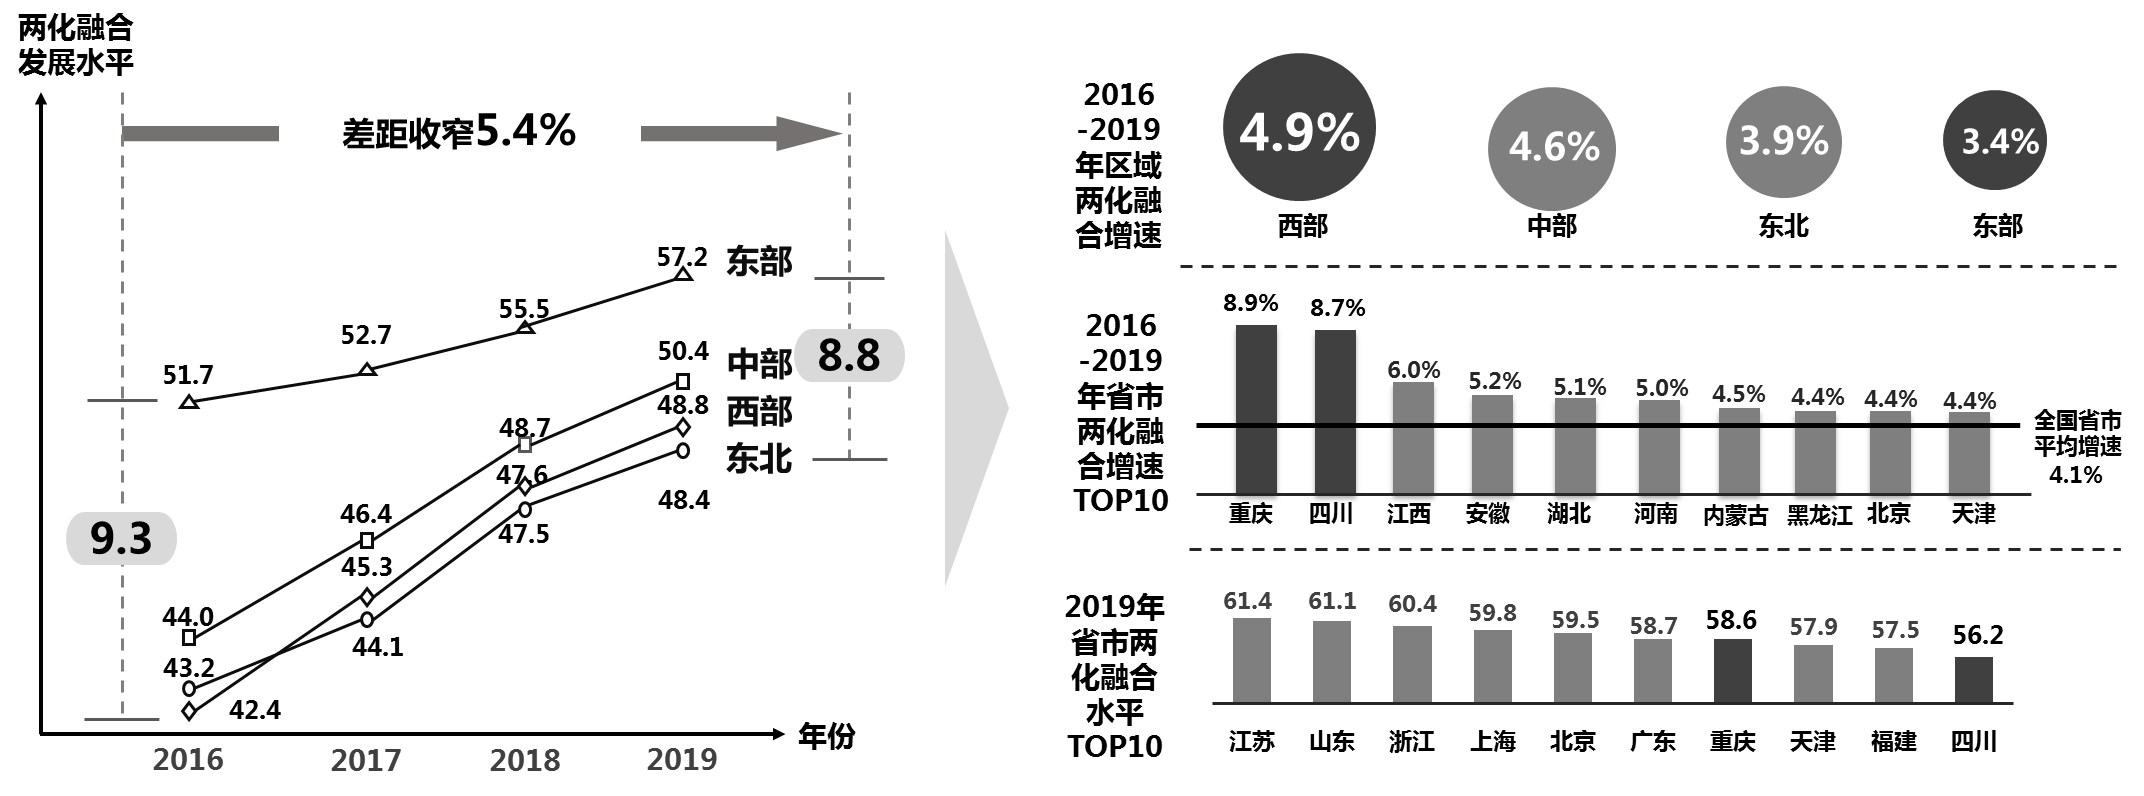 两化融合
发展水平
差距收窄5.4%
57.2
东部
55.5
52.7
51.7
50.4
中部
8.8
48.8
西部
48.7
东北
47.6
48.4
46.4
47.5
9.3
45.3
44.0
44.1
43.2
42.4
年份
2016
2017
2018
2019
2016
-2019
年区域
两化融
合增速
4.9%
4.6%
3.9%
3.4%
西部
中部
东北
东部
2016
-2019
年省市
两化融
合增速
TOP10
8.9%
8.7%
6.0%
5.2%
5.1%
5.0%
4.5%
4.4%
4.4%
4.4%
全国省市
平均增速
4.1%
重庆
四川
江西
安徽
湖北
河南
内蒙古
黑龙江
北京
天津
2019年
省市两
化融合
水平
TOP10
61.4
61.1
60.4
59.8
59.5
58.7
58.6
57.9
57.5
56.2
江苏
山东
浙江
上海
北京
广东
重庆
天津
福建
四川